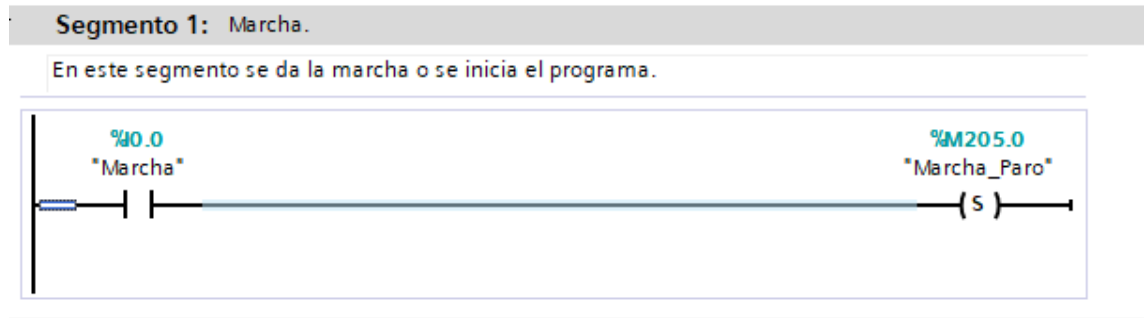 Segmento 1: Marcha.
En este segmento se da la marcha o se inicia el programa.
%I0.0
"Marcha"
%M205.0
"Marcha_Paro"
S